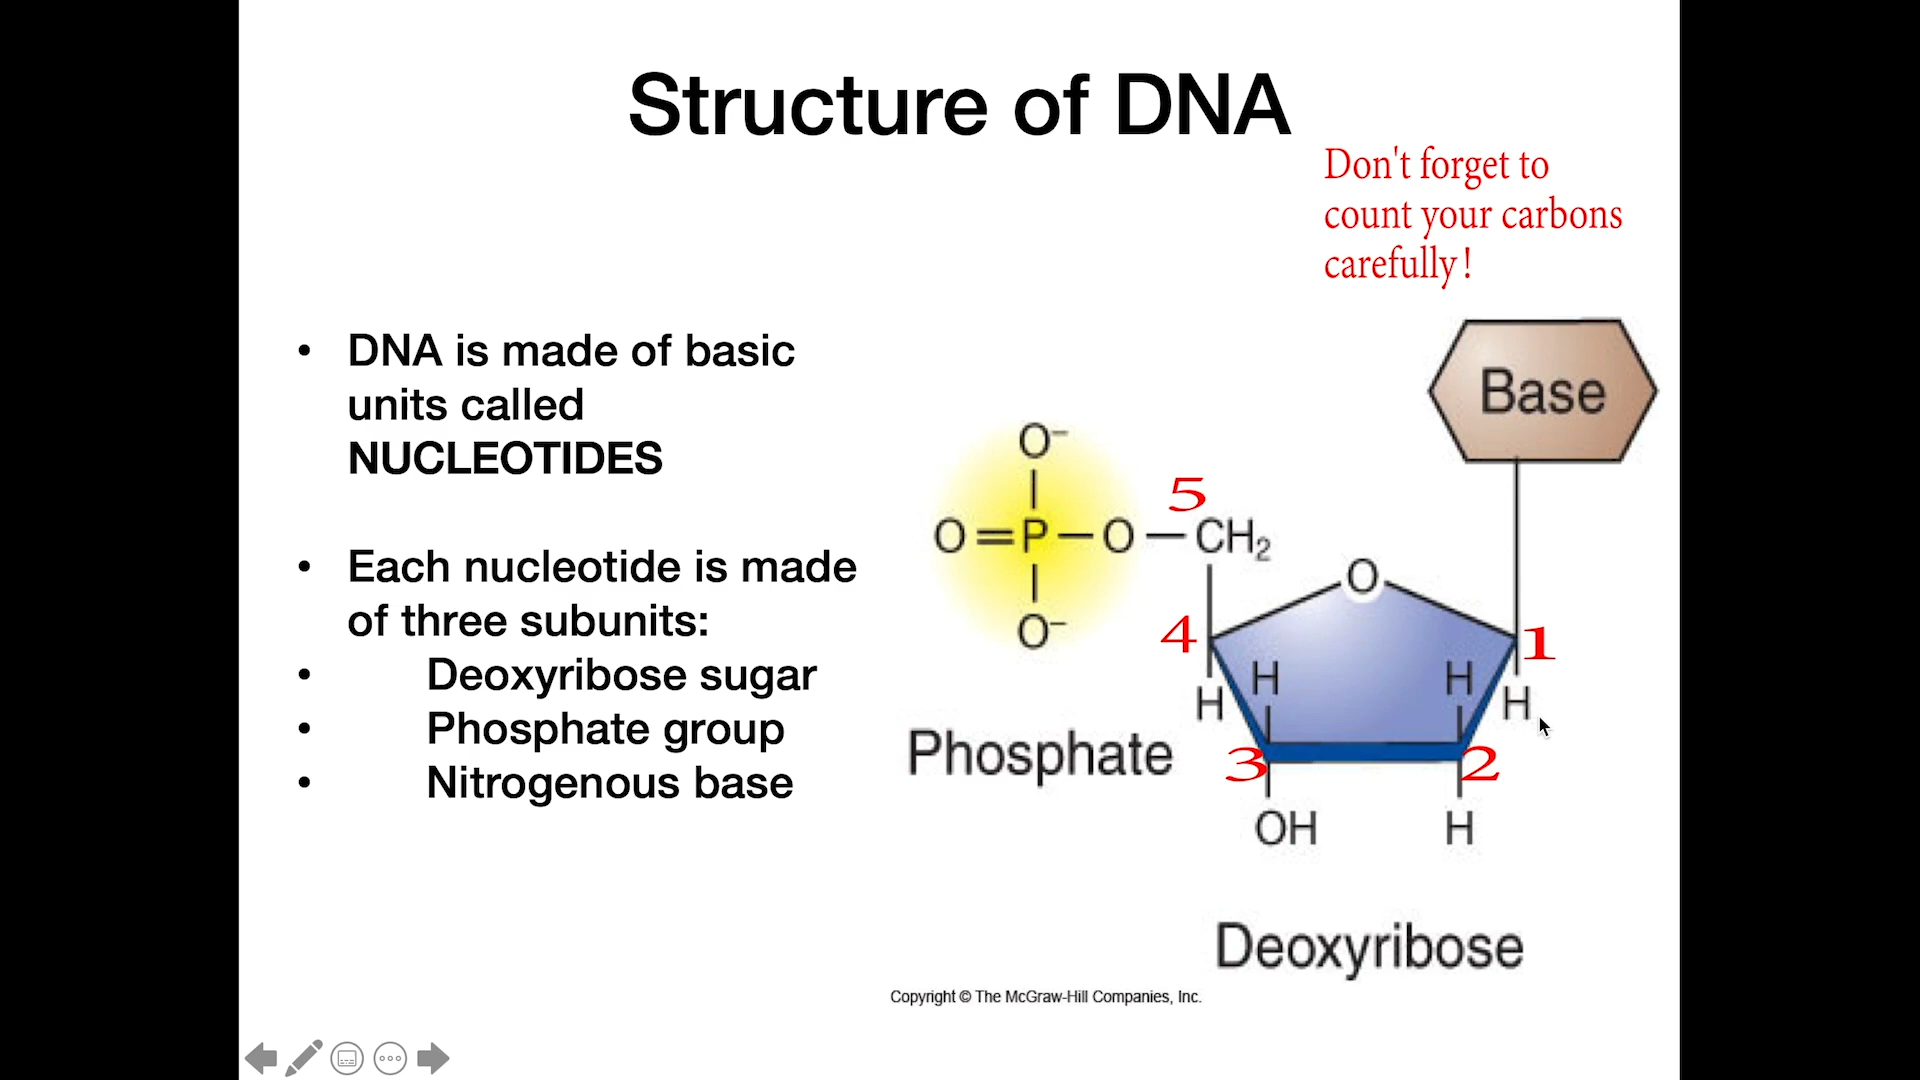 Structure of DNA
Don't forget to
count your carbons
carefully!
• DNA is made of basic
units called
NUCLEOTIDES
• Each nucleotide is made
of three subunits:
• Deoxyribose sugar
• Phosphate group
• Nitrogenous base
Base
O⁻
5
O=P—O—CH₂
O
O⁻
4
1
H
H
H
H
Phosphate
3
2
OH
H
Deoxyribose
Copyright © The McGraw-Hill Companies, Inc.